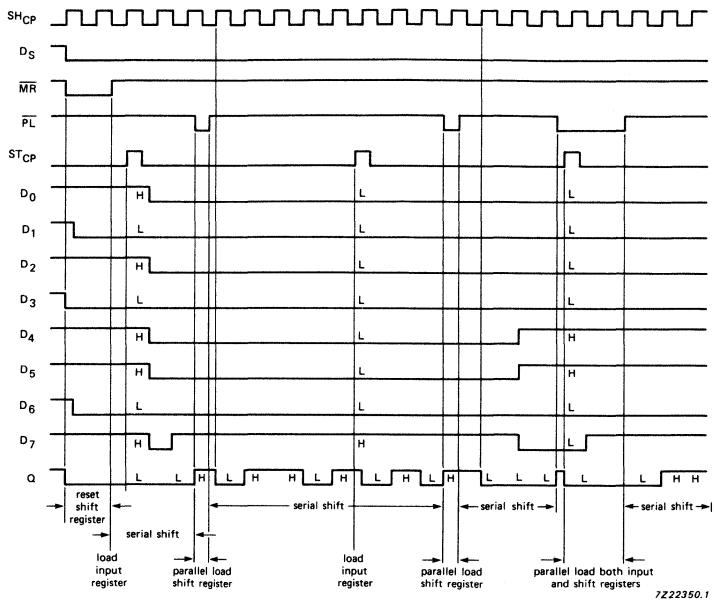 SHCP
DS
MR
PL
STCP
D0 H L L
D1 L L L
D2 H L L
D3 L L L
D4 H L H
D5 H L H
D6 L L L
D7 H H L
Q L L H L H H L H L H L H L L L L L H H
reset
shift
register
serial shift
serial shift
serial shift
serial shift
load
input
register
parallel load
shift register
load
input
register
parallel load
shift register
parallel load both input
and shift registers
7Z22350.1